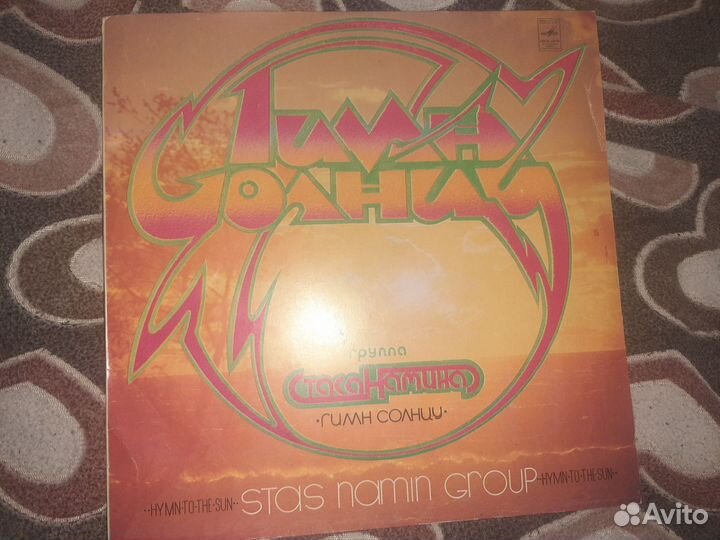 Гимн
Солнцу
группа
Стаса Намина
·ГИМН СОЛНЦУ·
··HYMN·TO·THE·SUN·· STAS NAMIN GROUP ··HYMN·TO·THE·SUN··
Avito